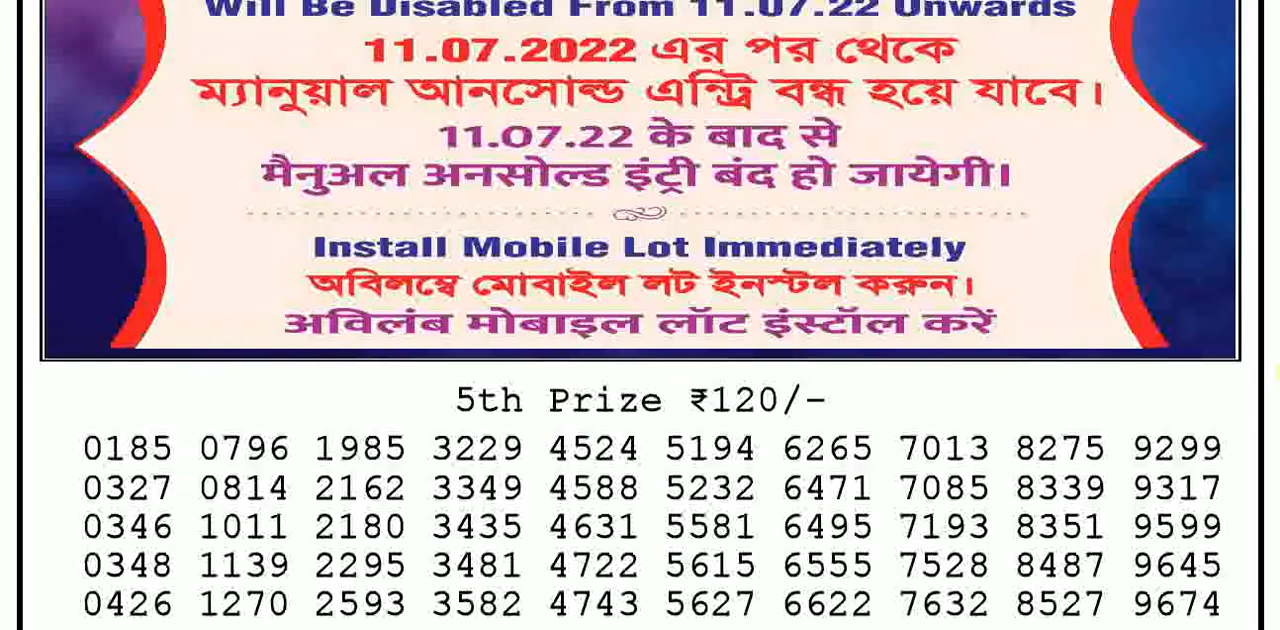 Will Be Disabled From 11.07.22 Onwards
11.07.2022 এর পর থেকে
ম্যানুয়াল আনসোল্ড এন্ট্রি বন্ধ হয়ে যাবে।
11.07.22 के बाद से
मैनुअल अनसोल्ड इंट्री बंद हो जायेगी।
Install Mobile Lot Immediately
অবিলম্বে মোবাইল লট ইনস্টল করুন।
अविलंब मोबाइल लॉट इंस्टॉल करें
5th Prize ₹120/-
0185 0796 1985 3229 4524 5194 6265 7013 8275 9299
0327 0814 2162 3349 4588 5232 6471 7085 8339 9317
0346 1011 2180 3435 4631 5581 6495 7193 8351 9599
0348 1139 2295 3481 4722 5615 6555 7528 8487 9645
0426 1270 2593 3582 4743 5627 6622 7632 8527 9674